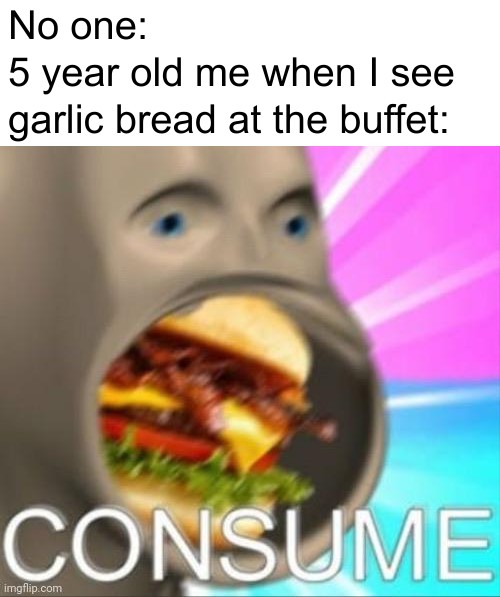 No one:
5 year old me when I see
garlic bread at the buffet:
CONSUME
imgflip.com